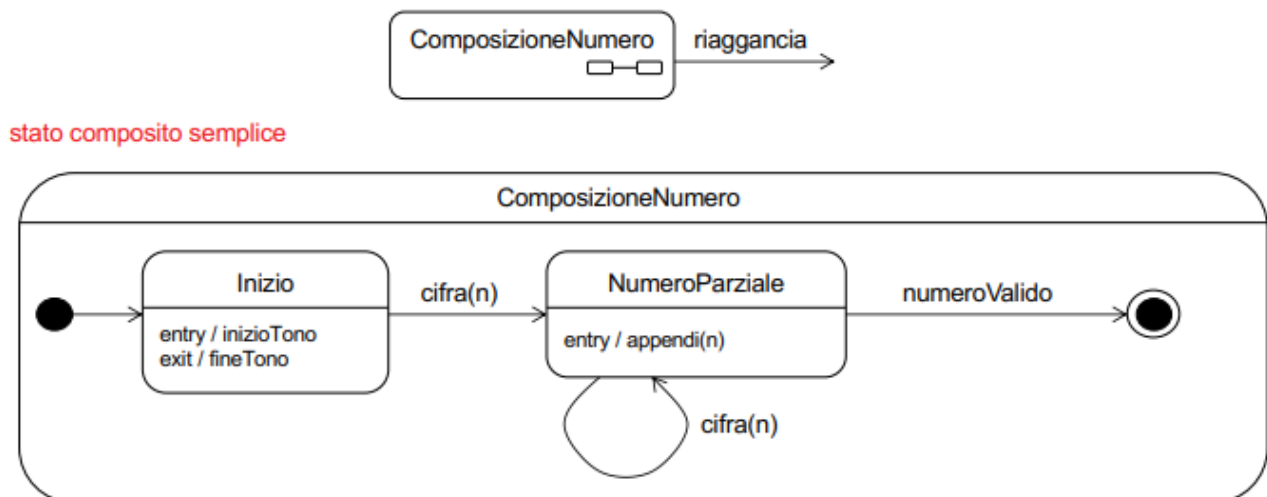 ComposizioneNumero
riaggancia
stato composito semplice
ComposizioneNumero
Inizio
entry / inizioTono
exit / fineTono
cifra(n)
NumeroParziale
entry / appendi(n)
cifra(n)
numeroValido